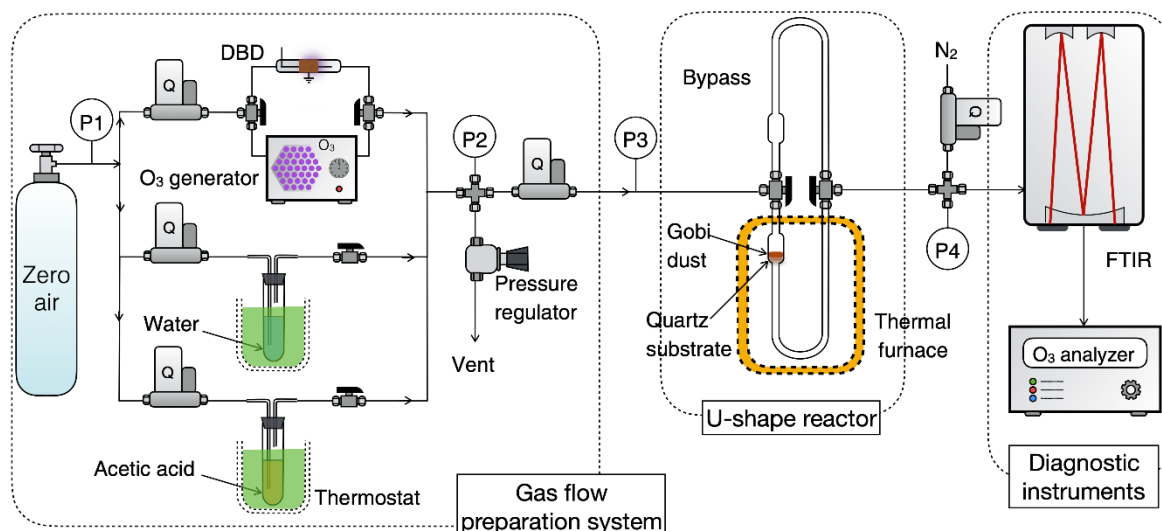 DBD
Q
P1
O₃
O₃ generator
Zero
air
Q
Water
Q
Acetic acid
Thermostat
P2
Q
Pressure
regulator
Vent
Gas flow
preparation system
P3
Bypass
Gobi
dust
Quartz
substrate
Thermal
furnace
U-shape reactor
N₂
Q
P4
FTIR
O₃ analyzer
Diagnostic
instruments